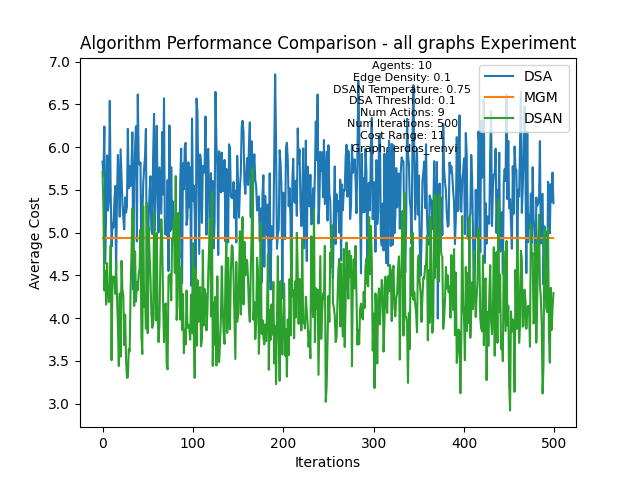 Algorithm Performance Comparison - all graphs Experiment
Agents: 10
Edge Density: 0.1
DSAN Temperature: 0.75
DSA Threshold: 0.1
Num Actions: 9
Num Iterations: 500
Cost Range: 11
Graph: erdos_renyi
DSA
MGM
DSAN
7.0
6.5
6.0
5.5
5.0
4.5
4.0
3.5
3.0
Average Cost
0 100 200 300 400 500
Iterations